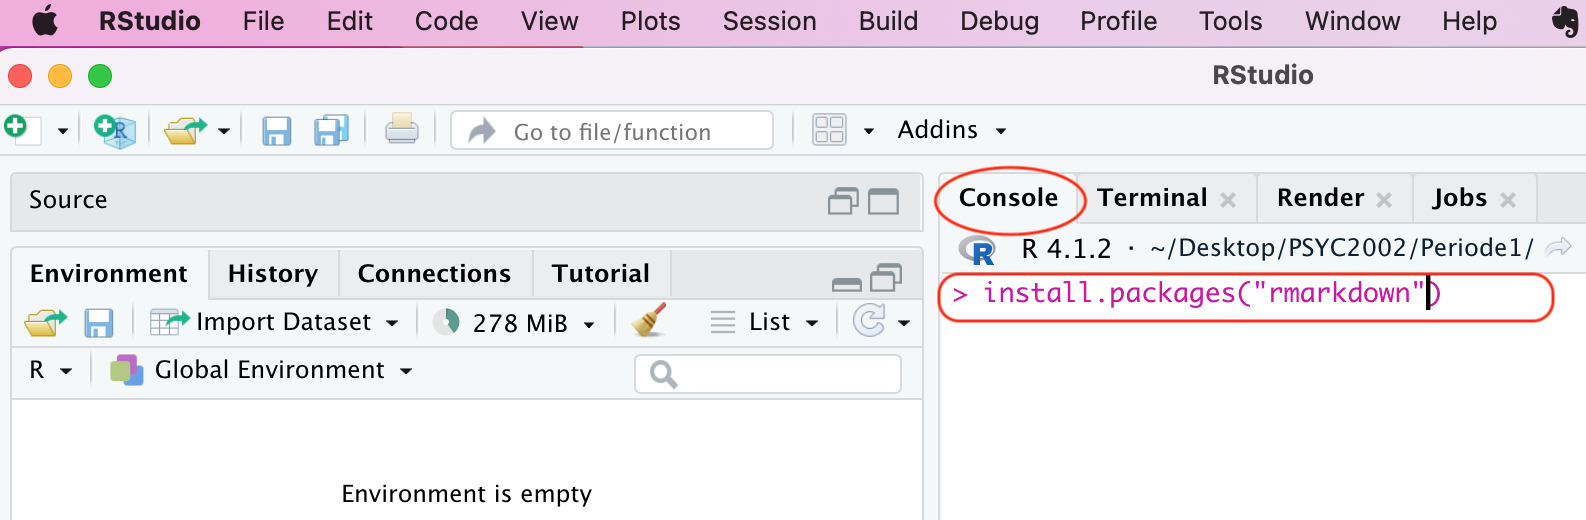 RStudio File Edit Code View Plots Session Build Debug Profile Tools Window Help
RStudio
R Go to file/function Addins
Source
Console Terminal Render Jobs
R R 4.1.2 · ~/Desktop/PSYC2002/Periode1/
> install.packages("rmarkdown")
Environment History Connections Tutorial
Import Dataset 278 MiB List
R Global Environment
Environment is empty